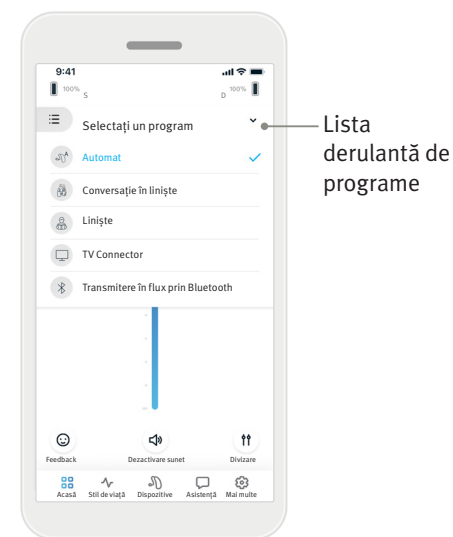 9:41
100% S
D 100%
Selectați un program
Automat
Conversație în liniște
Liniște
TV Connector
Transmitere în flux prin Bluetooth
Feedback
Dezactivare sunet
Divizare
Acasă
Stil de viață
Dispozitive
Asistență
Mai multe
Lista
derulantă de
programe